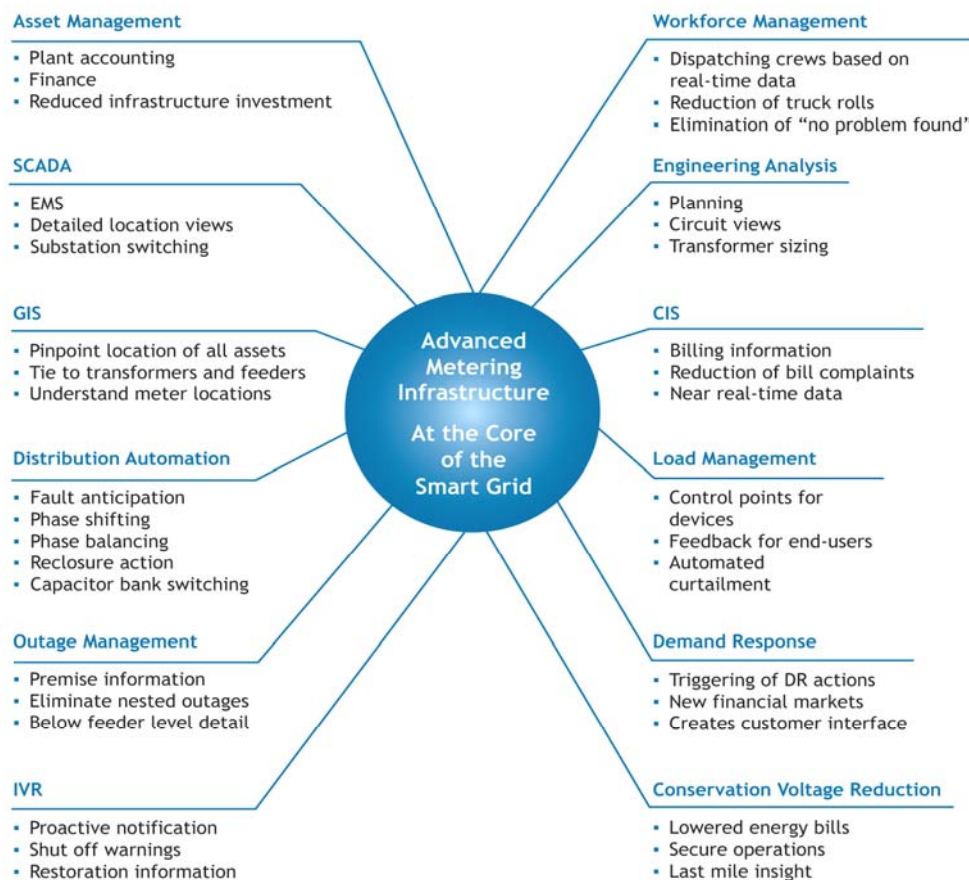 Asset Management
▪ Plant accounting
▪ Finance
▪ Reduced infrastructure investment
SCADA
▪ EMS
▪ Detailed location views
▪ Substation switching
GIS
▪ Pinpoint location of all assets
▪ Tie to transformers and feeders
▪ Understand meter locations
Distribution Automation
▪ Fault anticipation
▪ Phase shifting
▪ Phase balancing
▪ Reclosure action
▪ Capacitor bank switching
Outage Management
▪ Premise information
▪ Eliminate nested outages
▪ Below feeder level detail
IVR
▪ Proactive notification
▪ Shut off warnings
▪ Restoration information
Advanced
Metering
Infrastructure
At the Core
of the
Smart Grid
Workforce Management
▪ Dispatching crews based on
real-time data
▪ Reduction of truck rolls
▪ Elimination of “no problem found”
Engineering Analysis
▪ Planning
▪ Circuit views
▪ Transformer sizing
CIS
▪ Billing information
▪ Reduction of bill complaints
▪ Near real-time data
Load Management
▪ Control points for
devices
▪ Feedback for end-users
▪ Automated
curtailment
Demand Response
▪ Triggering of DR actions
▪ New financial markets
▪ Creates customer interface
Conservation Voltage Reduction
▪ Lowered energy bills
▪ Secure operations
▪ Last mile insight